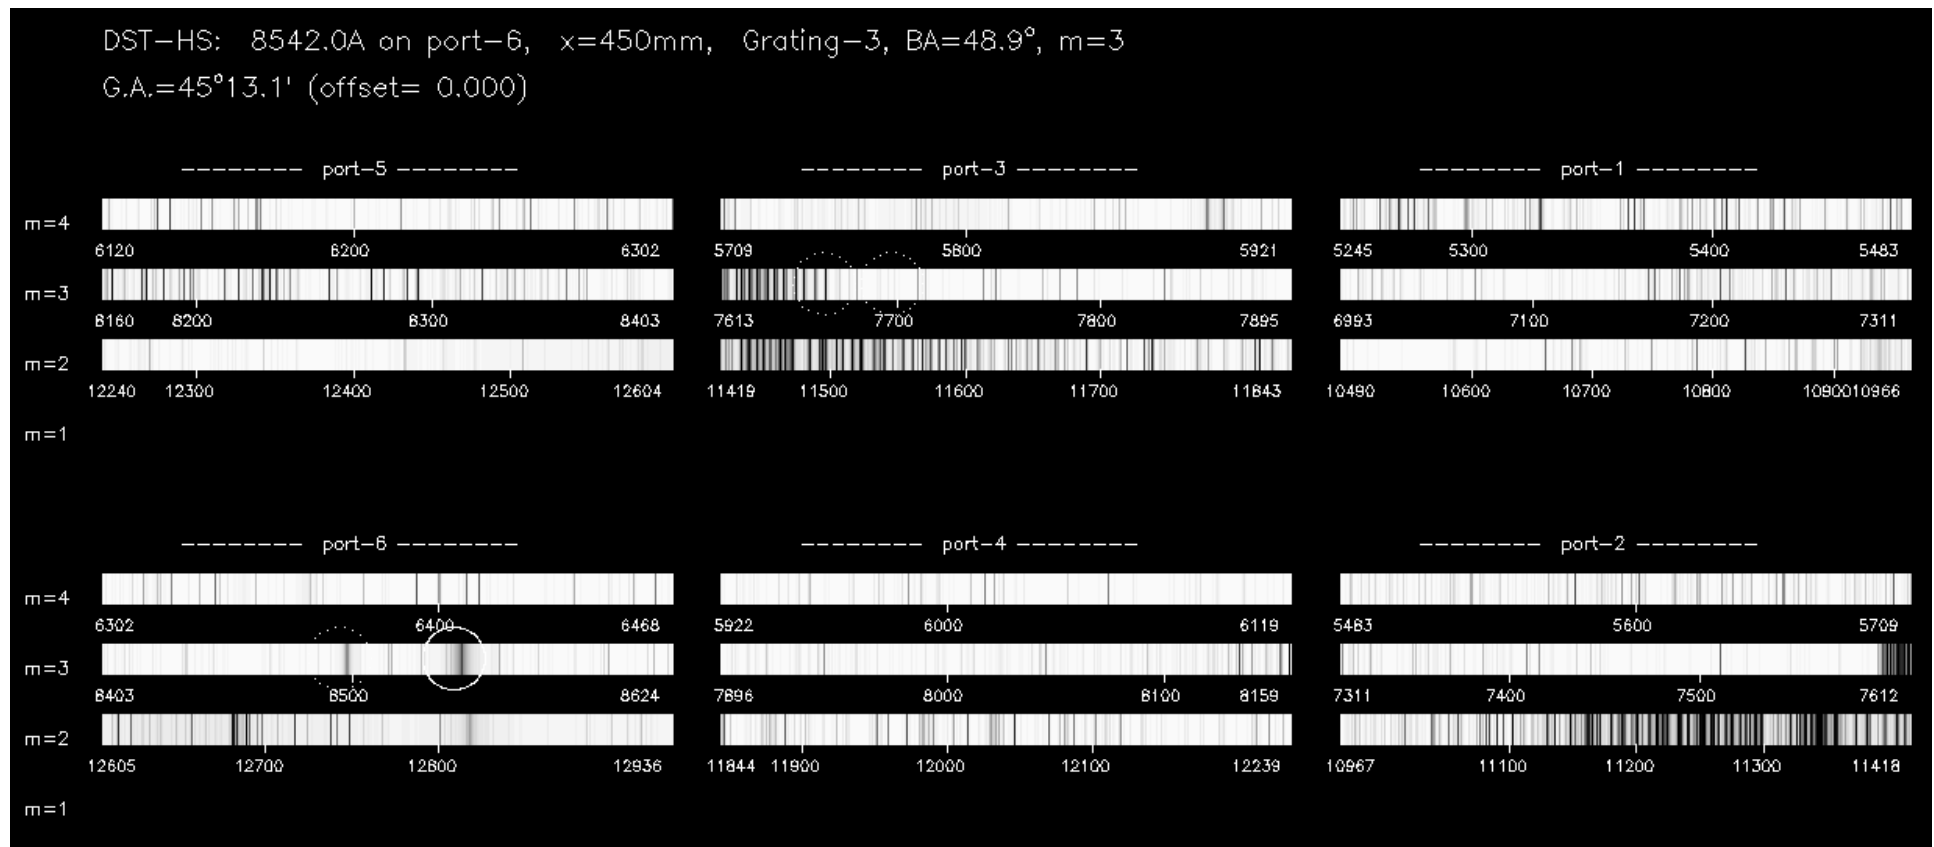 DST-HS: 8542.0A on port-6, x=450mm, Grating-3, BA=48.9°, m=3
G.A.=45°13.1' (offset= 0.000)
-------- port-5 -------- -------- port-3 -------- -------- port-1 --------
m=4
6120 6200 6302 5709 5800 5921 5245 5300 5400 5483
m=3
8160 8200 8300 8403 7613 7700 7800 7895 6993 7100 7200 7311
m=2
12240 12300 12400 12500 12604 11419 11500 11600 11700 11843 10490 10600 10700 10800 10900 10966
m=1
-------- port-6 -------- -------- port-4 -------- -------- port-2 --------
m=4
6302 6400 6468 5922 6000 6119 5483 5600 5709
m=3
8403 8500 8624 7896 8000 8100 8159 7311 7400 7500 7612
m=2
12605 12700 12800 12936 11844 11900 12000 12100 12239 10967 11100 11200 11300 11418
m=1